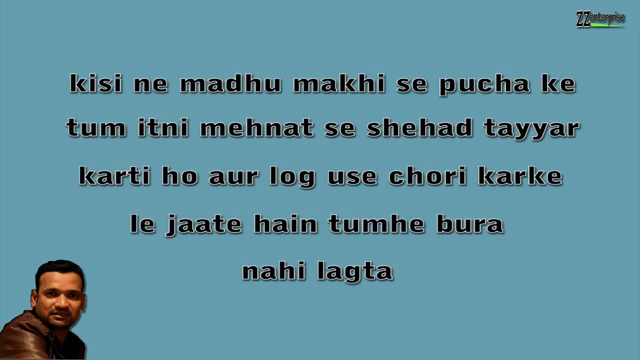 ZZenterprise
kisi ne madhu makhi se pucha ke
tum itni mehnat se shehad tayyar
karti ho aur log use chori karke
le jaate hain tumhe bura
nahi lagta